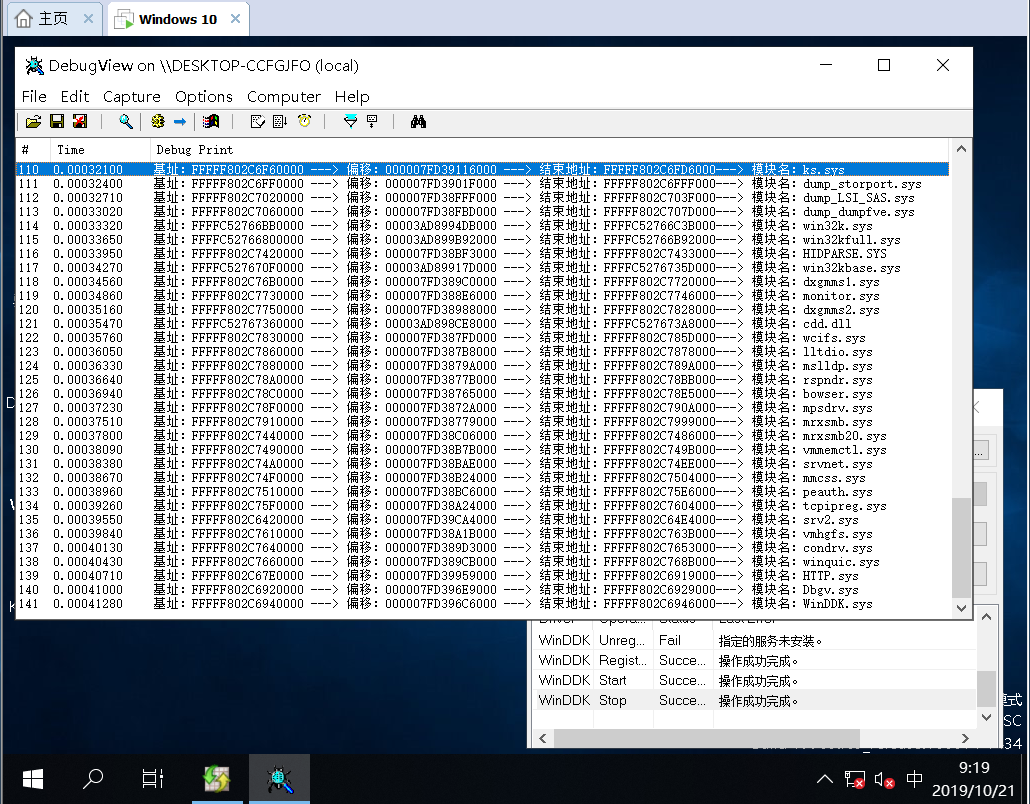 主页
Windows 10
DebugView on \\DESKTOP-CCFGJFO (local)
File Edit Capture Options Computer Help
# Time Debug Print
110 0.00032100 基址: FFFFF802C6F60000 ---> 偏移: 000007FD39116000 ---> 结束地址: FFFFF802C6FD6000---> 模块名: ks.sys
111 0.00032400 基址: FFFFF802C6FF0000 ---> 偏移: 000007FD3901F000 ---> 结束地址: FFFFF802C6FFF000---> 模块名: dump_storport.sys
112 0.00032710 基址: FFFFF802C7020000 ---> 偏移: 000007FD38FFF000 ---> 结束地址: FFFFF802C703F000---> 模块名: dump_LSI_SAS.sys
113 0.00033020 基址: FFFFF802C7060000 ---> 偏移: 000007FD38FBD000 ---> 结束地址: FFFFF802C707D000---> 模块名: dump_dumpfve.sys
114 0.00033320 基址: FFFFC52766BB0000 ---> 偏移: 00003AD8994DB000 ---> 结束地址: FFFFC52766C3B000---> 模块名: win32k.sys
115 0.00033650 基址: FFFFC52766800000 ---> 偏移: 00003AD899B92000 ---> 结束地址: FFFFC52766B92000---> 模块名: win32kfull.sys
116 0.00033950 基址: FFFFF802C7420000 ---> 偏移: 000007FD38BF3000 ---> 结束地址: FFFFF802C7433000---> 模块名: HIDPARSE.SYS
117 0.00034270 基址: FFFFC527670F0000 ---> 偏移: 00003AD89917D000 ---> 结束地址: FFFFC5276735D000---> 模块名: win32kbase.sys
118 0.00034560 基址: FFFFF802C76B0000 ---> 偏移: 000007FD389C0000 ---> 结束地址: FFFFF802C7720000---> 模块名: dxgmms1.sys
119 0.00034860 基址: FFFFF802C7730000 ---> 偏移: 000007FD388E6000 ---> 结束地址: FFFFF802C7746000---> 模块名: monitor.sys
120 0.00035160 基址: FFFFF802C7750000 ---> 偏移: 000007FD38988000 ---> 结束地址: FFFFF802C7828000---> 模块名: dxgmms2.sys
121 0.00035470 基址: FFFFC52767360000 ---> 偏移: 00003AD898CE8000 ---> 结束地址: FFFFC527673A8000---> 模块名: cdd.dll
122 0.00035760 基址: FFFFF802C7830000 ---> 偏移: 000007FD387FD000 ---> 结束地址: FFFFF802C785D000---> 模块名: wcifs.sys
123 0.00036050 基址: FFFFF802C7860000 ---> 偏移: 000007FD387B8000 ---> 结束地址: FFFFF802C7878000---> 模块名: lltdio.sys
124 0.00036330 基址: FFFFF802C7880000 ---> 偏移: 000007FD3879A000 ---> 结束地址: FFFFF802C789A000---> 模块名: mslldp.sys
125 0.00036640 基址: FFFFF802C78A0000 ---> 偏移: 000007FD3877B000 ---> 结束地址: FFFFF802C78BB000---> 模块名: rspndr.sys
126 0.00036940 基址: FFFFF802C78C0000 ---> 偏移: 000007FD38765000 ---> 结束地址: FFFFF802C78E5000---> 模块名: bowser.sys
127 0.00037230 基址: FFFFF802C78F0000 ---> 偏移: 000007FD3872A000 ---> 结束地址: FFFFF802C790A000---> 模块名: mpsdrv.sys
128 0.00037510 基址: FFFFF802C7910000 ---> 偏移: 000007FD38779000 ---> 结束地址: FFFFF802C7999000---> 模块名: mrxsmb.sys
129 0.00037800 基址: FFFFF802C7440000 ---> 偏移: 000007FD38C06000 ---> 结束地址: FFFFF802C7486000---> 模块名: mrxsmb20.sys
130 0.00038090 基址: FFFFF802C7490000 ---> 偏移: 000007FD38B7B000 ---> 结束地址: FFFFF802C749B000---> 模块名: vmmemctl.sys
131 0.00038380 基址: FFFFF802C74A0000 ---> 偏移: 000007FD38BAE000 ---> 结束地址: FFFFF802C74EE000---> 模块名: srvnet.sys
132 0.00038670 基址: FFFFF802C74F0000 ---> 偏移: 000007FD38B24000 ---> 结束地址: FFFFF802C7504000---> 模块名: mmcss.sys
133 0.00038960 基址: FFFFF802C7510000 ---> 偏移: 000007FD38BC6000 ---> 结束地址: FFFFF802C75E6000---> 模块名: peauth.sys
134 0.00039260 基址: FFFFF802C75F0000 ---> 偏移: 000007FD38A24000 ---> 结束地址: FFFFF802C7604000---> 模块名: tcpipreg.sys
135 0.00039550 基址: FFFFF802C6420000 ---> 偏移: 000007FD39CA4000 ---> 结束地址: FFFFF802C64E4000---> 模块名: srv2.sys
136 0.00039840 基址: FFFFF802C7610000 ---> 偏移: 000007FD38A1B000 ---> 结束地址: FFFFF802C763B000---> 模块名: vmhgfs.sys
137 0.00040130 基址: FFFFF802C7640000 ---> 偏移: 000007FD389D3000 ---> 结束地址: FFFFF802C7653000---> 模块名: condrv.sys
138 0.00040430 基址: FFFFF802C7660000 ---> 偏移: 000007FD389CB000 ---> 结束地址: FFFFF802C768B000---> 模块名: winquic.sys
139 0.00040710 基址: FFFFF802C67E0000 ---> 偏移: 000007FD39959000 ---> 结束地址: FFFFF802C6919000---> 模块名: HTTP.sys
140 0.00041000 基址: FFFFF802C6920000 ---> 偏移: 000007FD396E9000 ---> 结束地址: FFFFF802C6929000---> 模块名: Dbgv.sys
141 0.00041280 基址: FFFFF802C6940000 ---> 偏移: 000007FD396C6000 ---> 结束地址: FFFFF802C6946000---> 模块名: WinDDK.sys
WinDDK Unreg... Fail 指定的服务未安装。
WinDDK Regist... Succe... 操作成功完成。
WinDDK Start Succe... 操作成功完成。
WinDDK Stop Succe... 操作成功完成。
中
9:19
2019/10/21